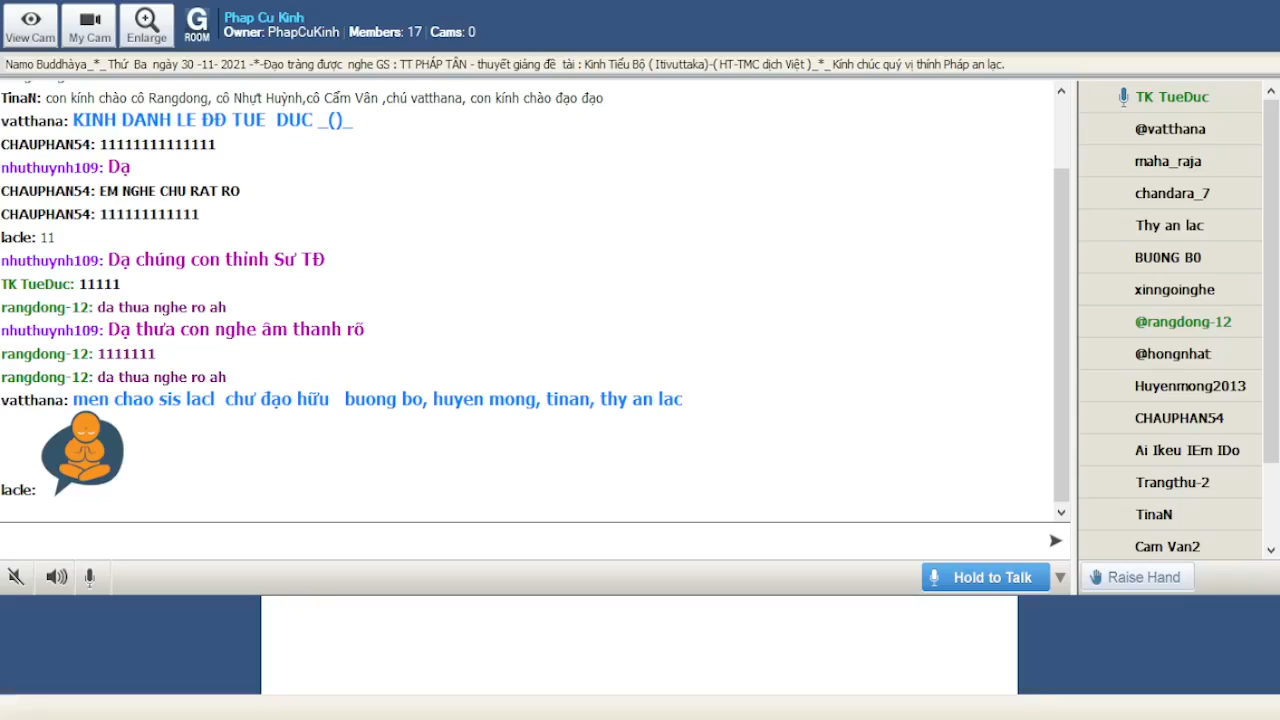 View Cam
My Cam
Enlarge
G
ROOM
Phap Cu Kinh
Owner: PhapCuKinh | Members: 17 | Cams: 0
Namo Buddhàya_*_Thứ Ba ngày 30 -11- 2021 -*-Đạo tràng được nghe GS : TT PHÁP TÂN - thuyết giảng đề tài : Kinh Tiểu Bộ ( Itivuttaka)-( HT-TMC dịch Việt )_*_ Kính chúc quý vị thính Pháp an lạc.
TinaN: con kính chào cô Rangdong, cô Nhựt Huỳnh,cô Cẩm Vân ,chú vatthana, con kính chào đạo đạo
vatthana: KINH DANH LE ĐĐ TUE DUC _()_
CHAUPHAN54: 11111111111111
nhuthuynh109: Dạ
CHAUPHAN54: EM NGHE CHU RAT RO
CHAUPHAN54: 111111111111
lacle: 11
nhuthuynh109: Dạ chúng con thỉnh Sư TĐ
TK TueDuc: 11111
rangdong-12: da thua nghe ro ah
nhuthuynh109: Dạ thưa con nghe âm thanh rõ
rangdong-12: 1111111
rangdong-12: da thua nghe ro ah
vatthana: men chao sis lacl chư đạo hữu buong bo, huyen mong, tinan, thy an lac
lacle:
Hold to Talk
TK TueDuc
@vatthana
maha_raja
chandara_7
Thy an lac
BU0NG B0
xinngoinghe
@rangdong-12
@hongnhat
Huyenmong2013
CHAUPHAN54
Ai Ikeu IEm IDo
Trangthu-2
TinaN
Cam Van2
Raise Hand